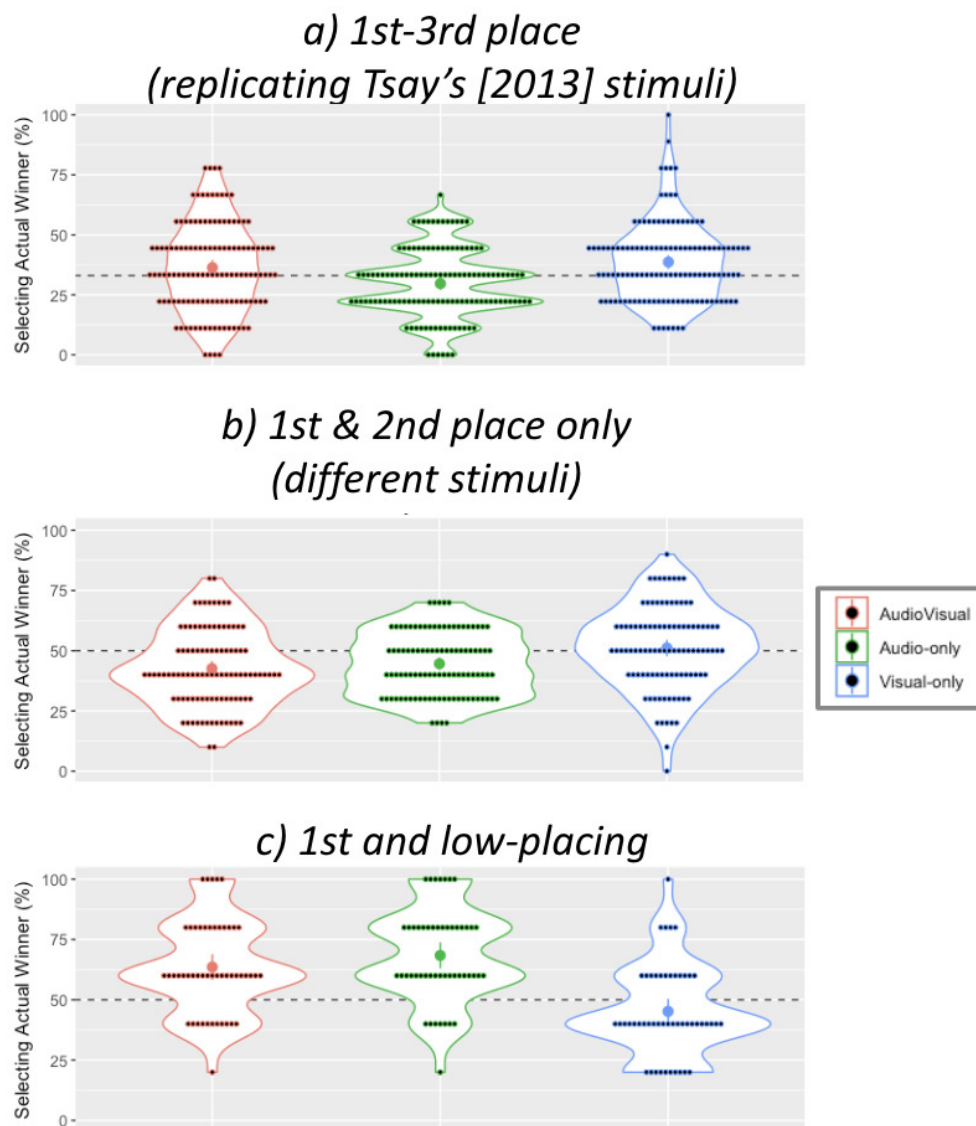 a) 1st-3rd place
(replicating Tsay's [2013] stimuli)
Selecting Actual Winner (%)
100
75
50
25
0
b) 1st & 2nd place only
(different stimuli)
Selecting Actual Winner (%)
100
75
50
25
0
AudioVisual
Audio-only
Visual-only
c) 1st and low-placing
Selecting Actual Winner (%)
100
75
50
25
0